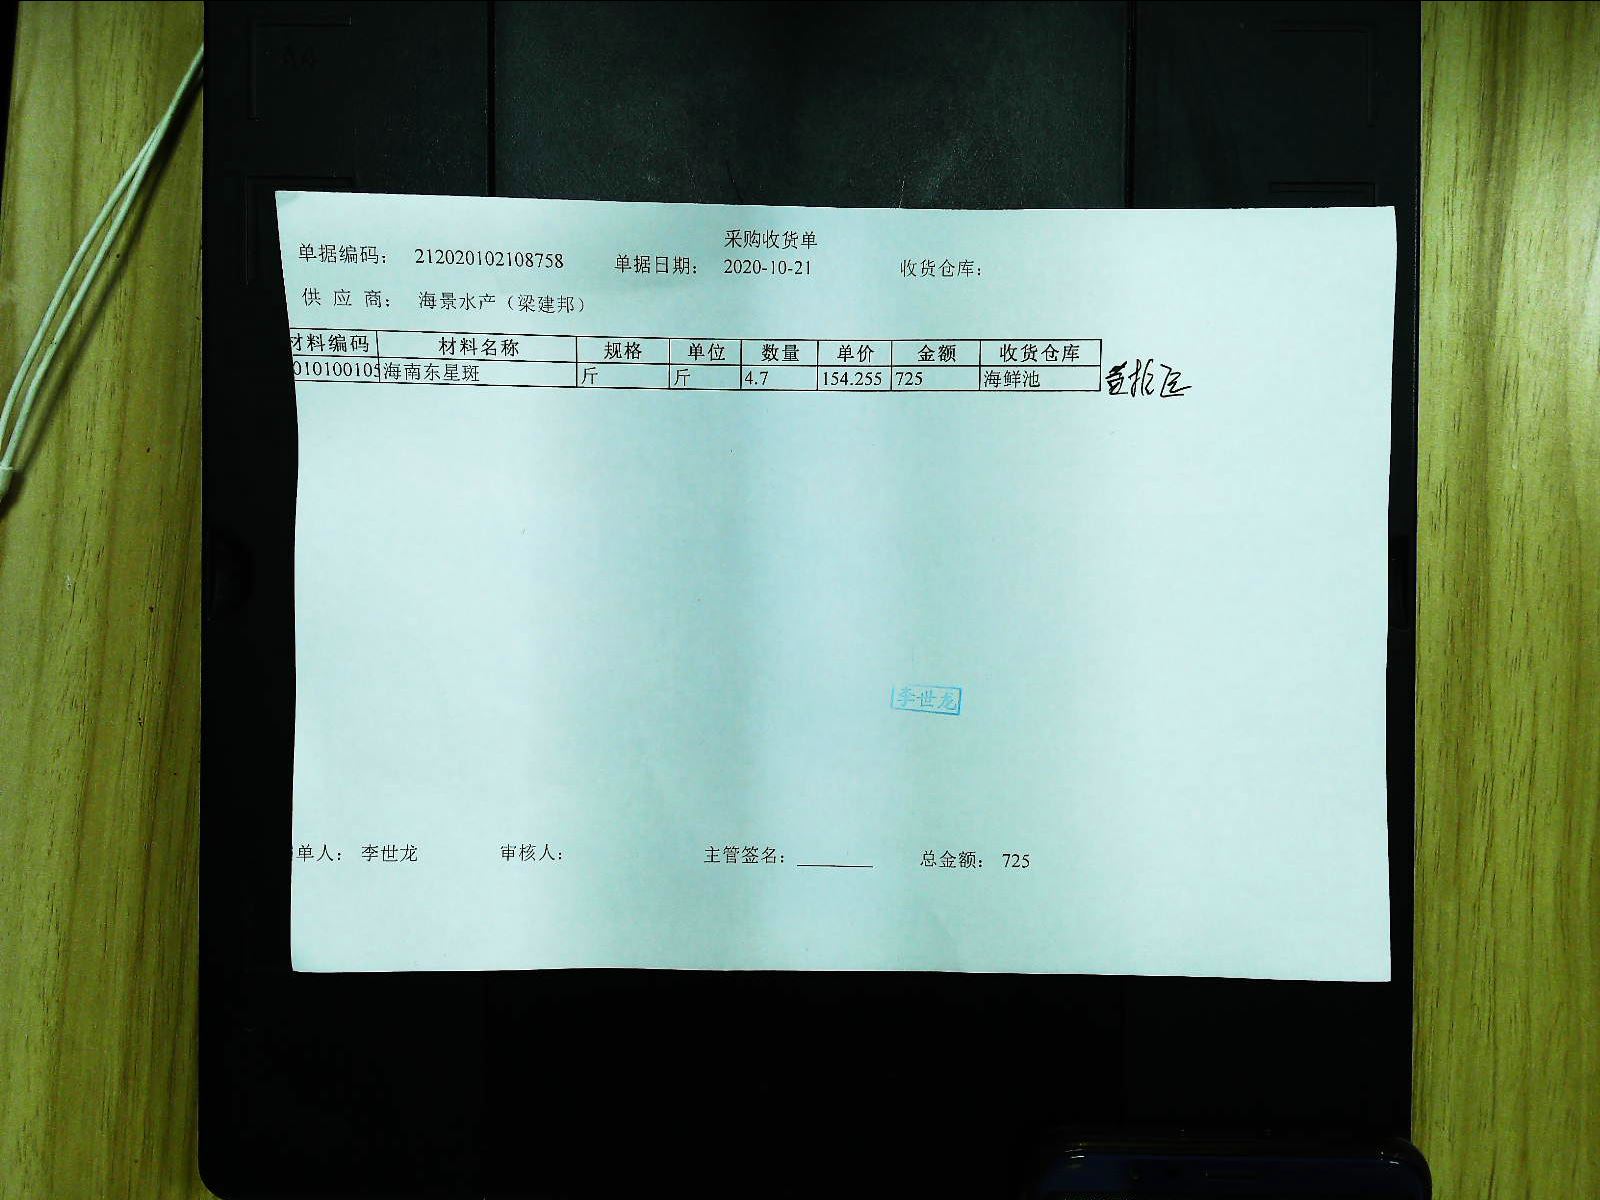 采购收货单
单据编码： 212020102108758 单据日期： 2020-10-21 收货仓库：
供 应 商： 海景水产（梁建邦）
材料编码 材料名称 规格 单位 数量 单价 金额 收货仓库
010100105 海南东星斑 斤 斤 4.7 154.255 725 海鲜池
李世龙
单人： 李世龙 审核人： 主管签名： 总金额： 725